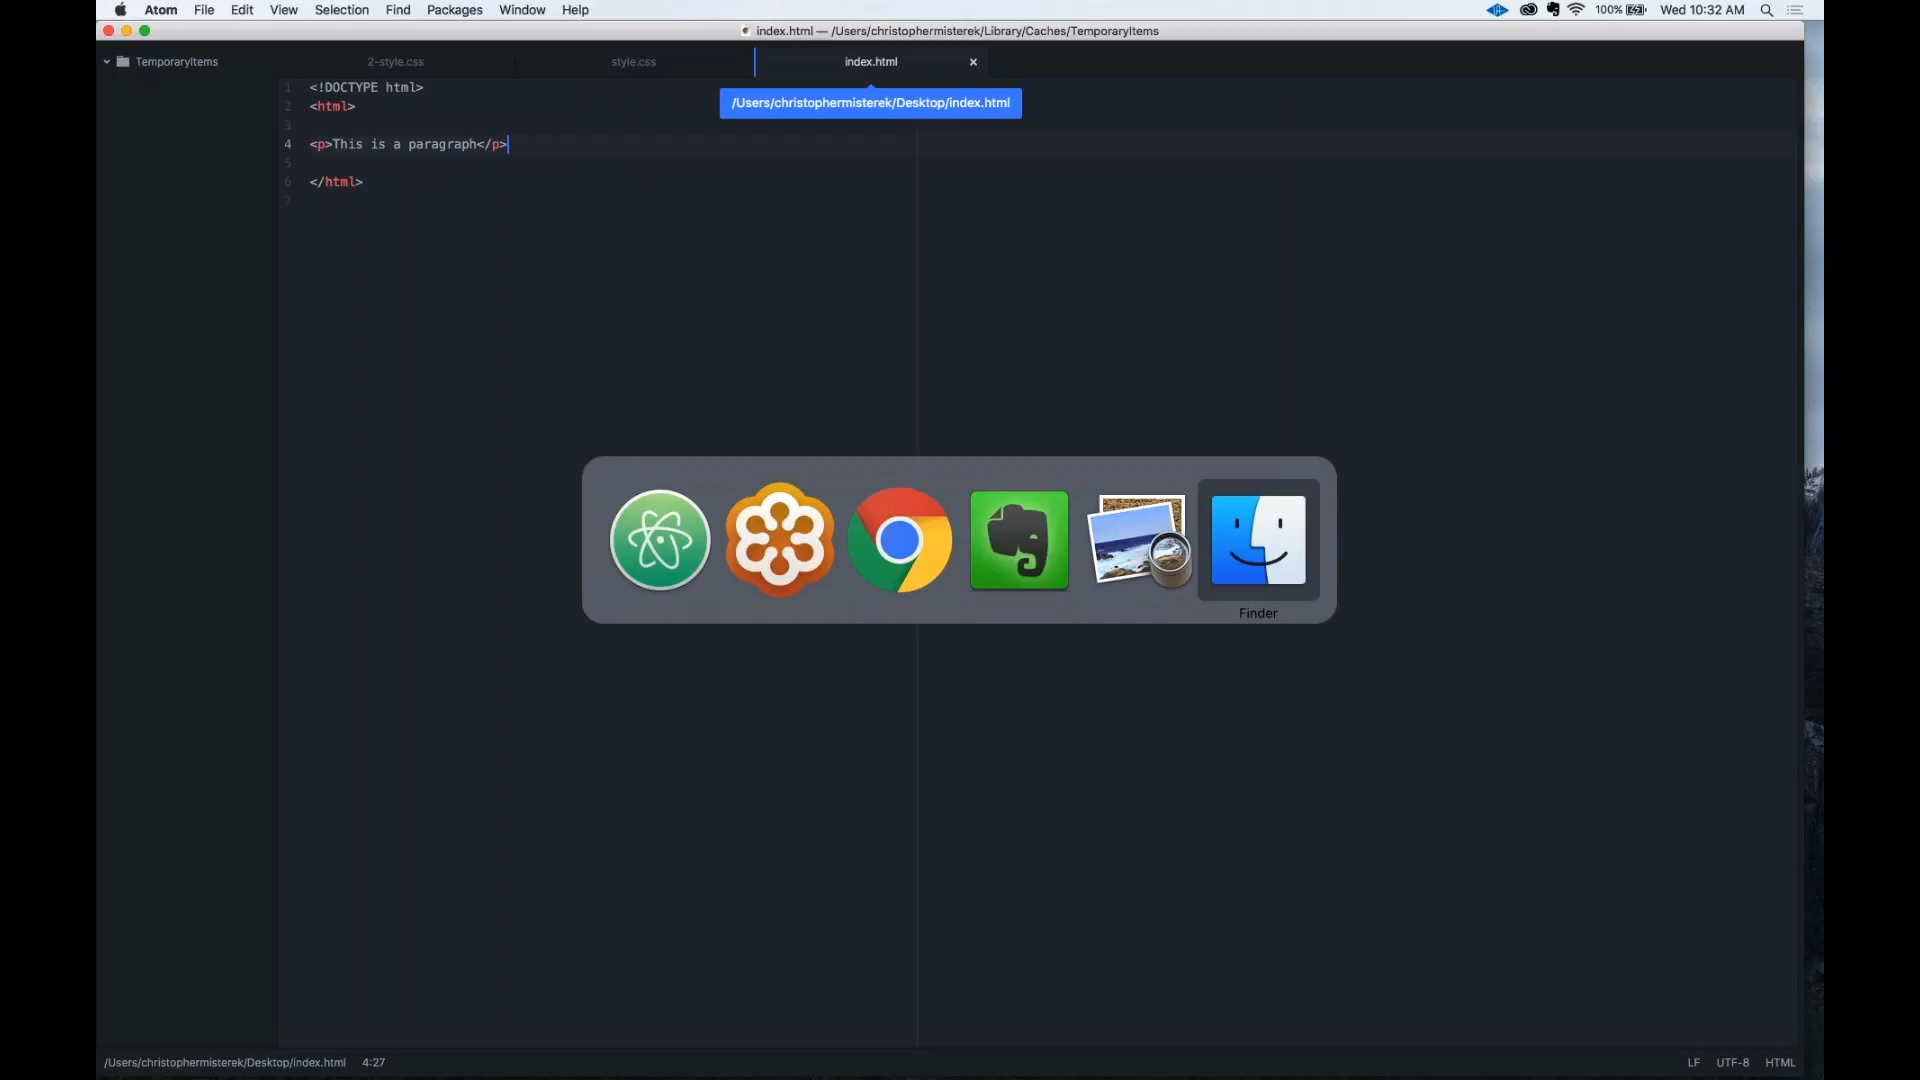 Atom File Edit View Selection Find Packages Window Help 100% Wed 10:32 AM
index.html — /Users/christophermisterek/Library/Caches/TemporaryItems
TemporaryItems 2-style.css style.css index.html
/Users/christophermisterek/Desktop/index.html
1 <!DOCTYPE html>
2 <html>
3
4 <p>This is a paragraph</p>
5
6 </html>
7
Finder
/Users/christophermisterek/Desktop/index.html 4:27 LF UTF-8 HTML